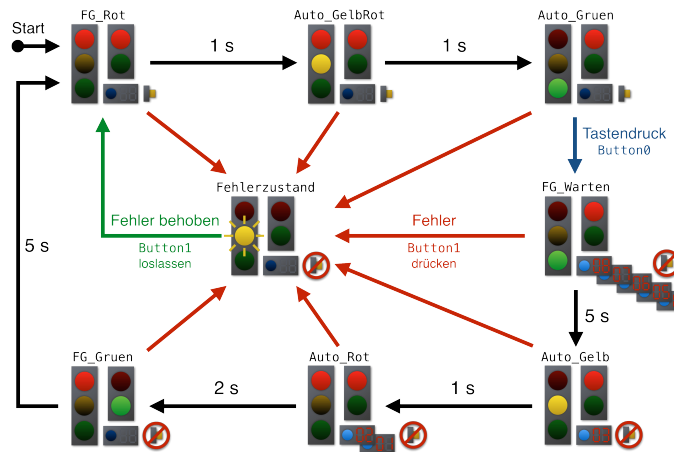 Start
FG_Rot
1 s
Auto_GelbRot
1 s
Auto_Gruen
Tastendruck
Button0
Fehlerzustand
FG_Warten
Fehler behoben
Button1
loslassen
Fehler
Button1
drücken
5 s
5 s
FG_Gruen
2 s
Auto_Rot
1 s
Auto_Gelb